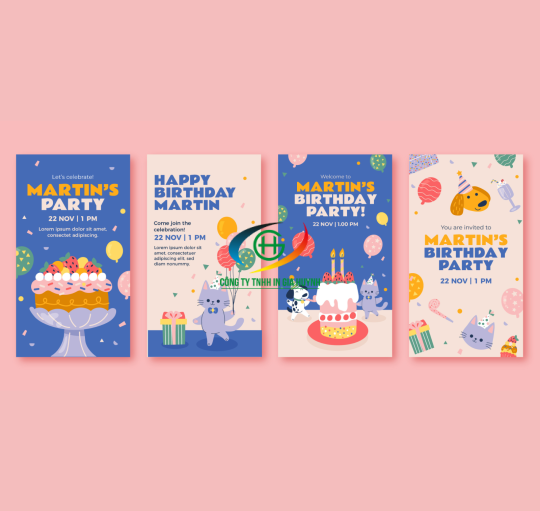 Let's celebrate!
MARTIN'S
PARTY
22 NOV | 1 PM
Lorem ipsum dolor sit amet,
consectetur adipiscing.
HAPPY
BIRTHDAY
MARTIN
Come join the
celebration!
22 NOV | 1 PM
Lorem ipsum dolor sit
amet, consectetuer
adipiscing elit, sed
diam nonummy.
Welcome to
MARTIN'S
BIRTHDAY
PARTY!
22 NOV | 1.00 PM
You are invited to
MARTIN'S
BIRTHDAY
PARTY
22 NOV | 1 PM
CÔNG TY TNHH IN